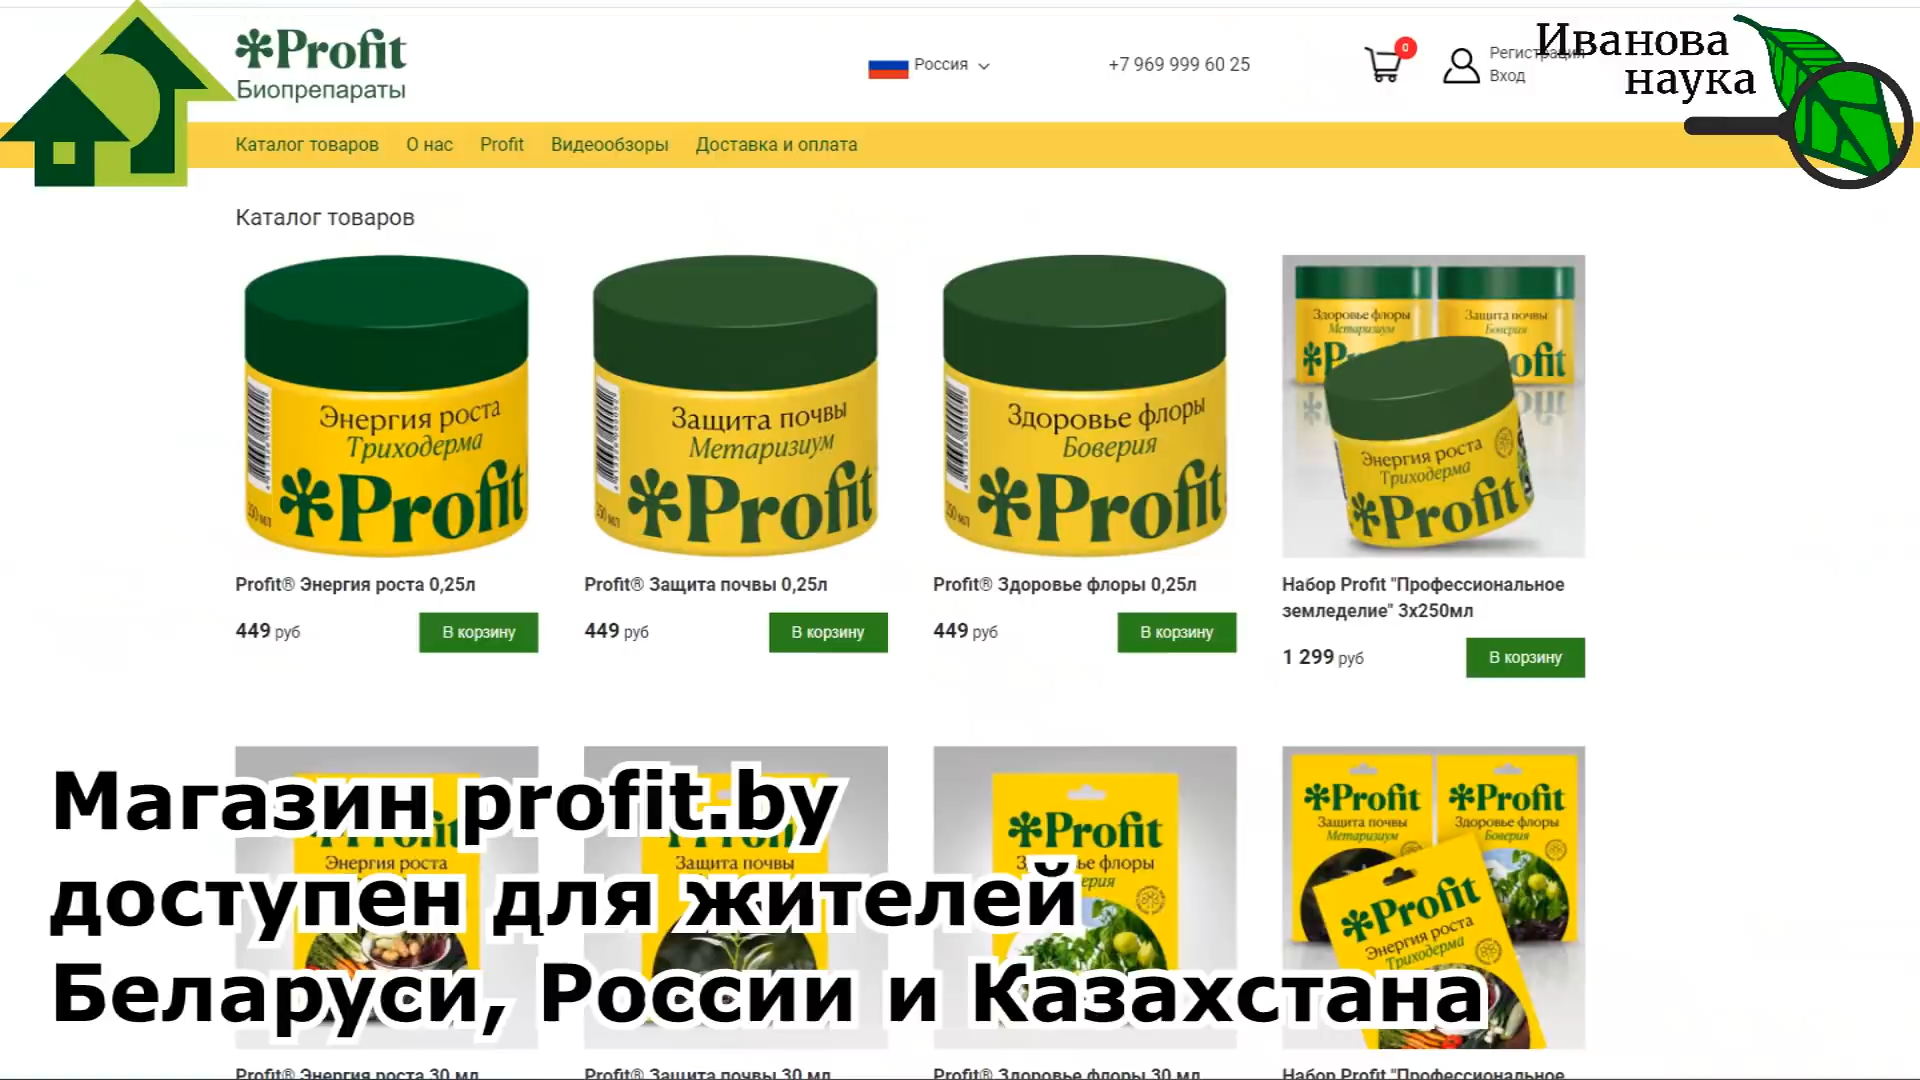 Profit
Биопрепараты
Россия
+7 969 999 60 25
0
Регистрация
Вход
Иванова
наука
Каталог товаров
О нас
Profit
Видеообзоры
Доставка и оплата
Каталог товаров
Энергия роста
Триходерма
Profit
Защита почвы
Метаризиум
Profit
Здоровье флоры
Боверия
Profit
Здоровье флоры
Метаризиум
Защита почвы
Боверия
Энергия роста
Триходерма
Profit
Profit® Энергия роста 0,25л
449 руб
В корзину
Profit® Защита почвы 0,25л
449 руб
В корзину
Profit® Здоровье флоры 0,25л
449 руб
В корзину
Набор Profit "Профессиональное
земледелие" 3х250мл
1 299 руб
В корзину
Энергия роста
Защита почвы
Profit
Profit
Защита почвы
Метаризиум
Profit
Здоровье флоры
Боверия
Profit
Энергия роста
Триходерма
Магазин profit.by
доступен для жителей
Беларуси, России и Казахстана
Profit® Энергия роста 30 мл
Profit® Защита почвы 30 мл
Profit® Здоровье флоры 30 мл
Набор Profit "Профессиональное